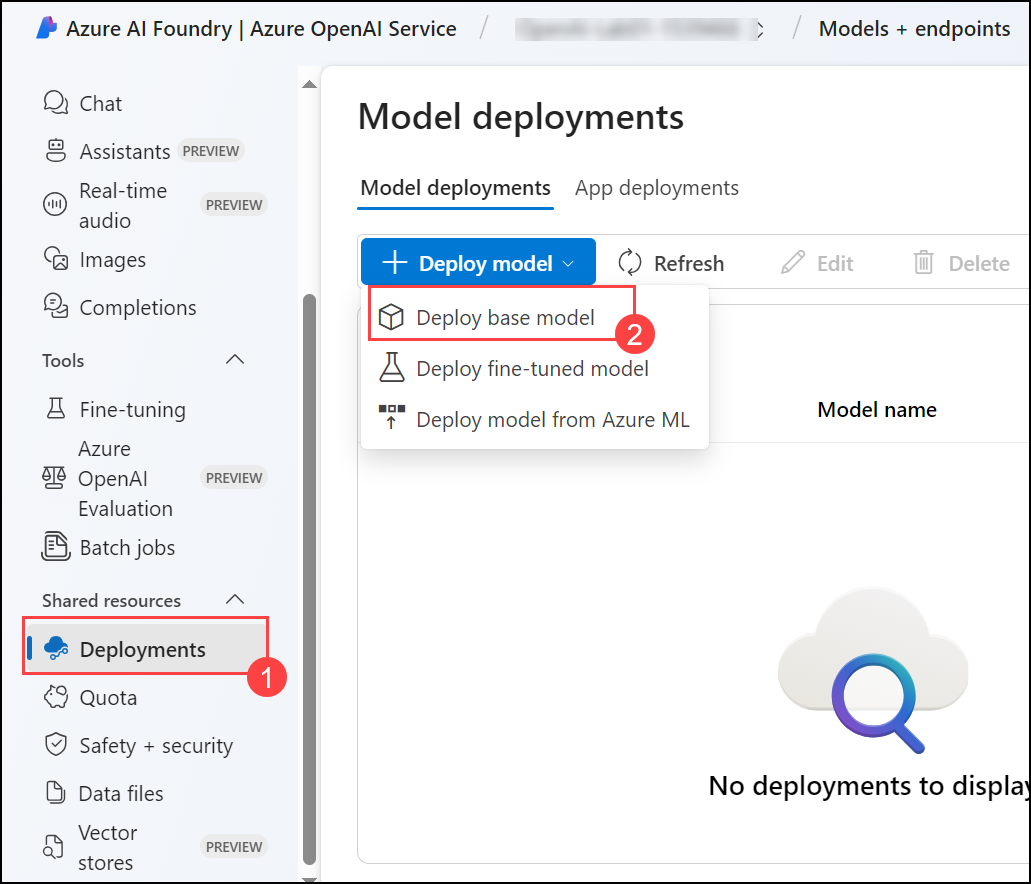 Azure AI Foundry | Azure OpenAI Service / / Models + endpoints
Chat
Assistants PREVIEW
Real-time
audio
PREVIEW
Images
Completions
Tools
Fine-tuning
Azure
OpenAI
Evaluation
PREVIEW
Batch jobs
Shared resources
Deployments
1
Quota
Safety + security
Data files
Vector
stores
PREVIEW
Model deployments
Model deployments App deployments
Deploy model Refresh Edit Delete
Deploy base model
2
Deploy fine-tuned model
Deploy model from Azure ML
Model name
No deployments to display